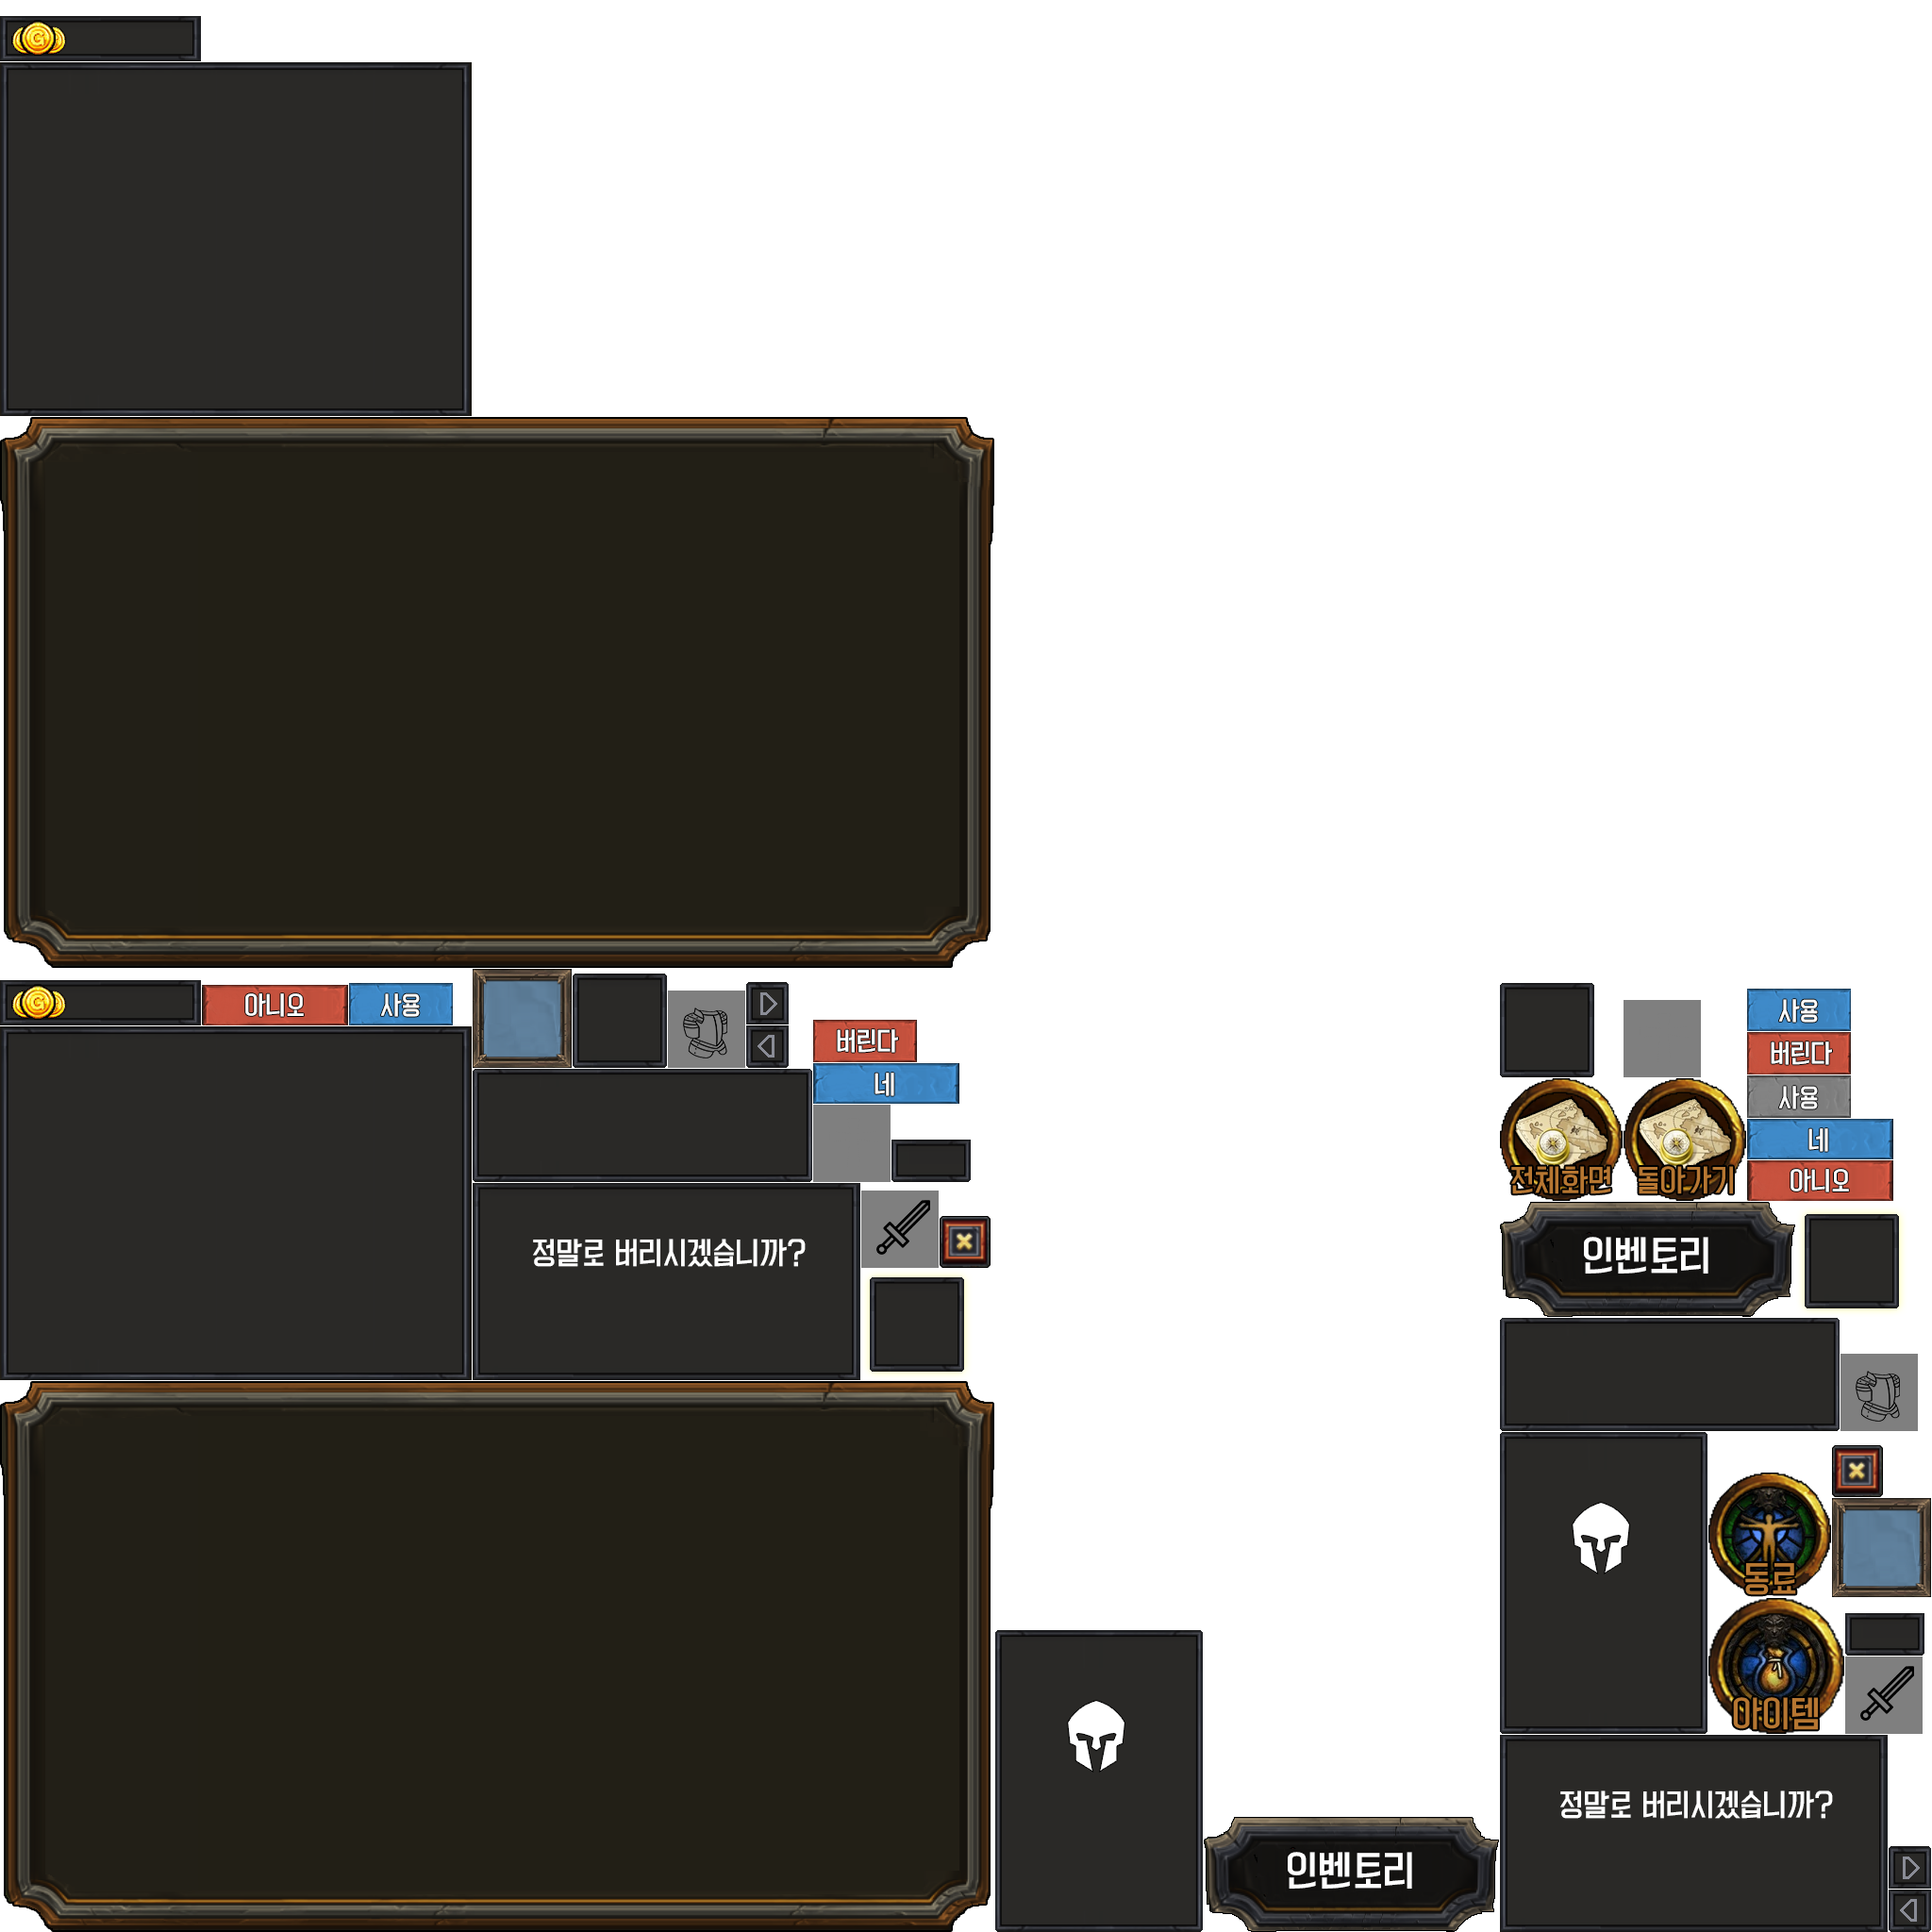 G
G
아니오
사용
버린다
네
정말로 버리시겠습니까?
인벤토리
사용
버린다
사용
네
아니오
전체화면
돌아가기
인벤토리
동료
아이템
정말로 버리시겠습니까?